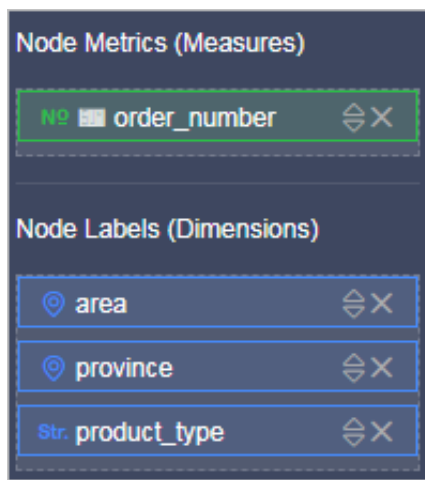 Node Metrics (Measures)
Nº order_number
Node Labels (Dimensions)
area
province
Str. product_type